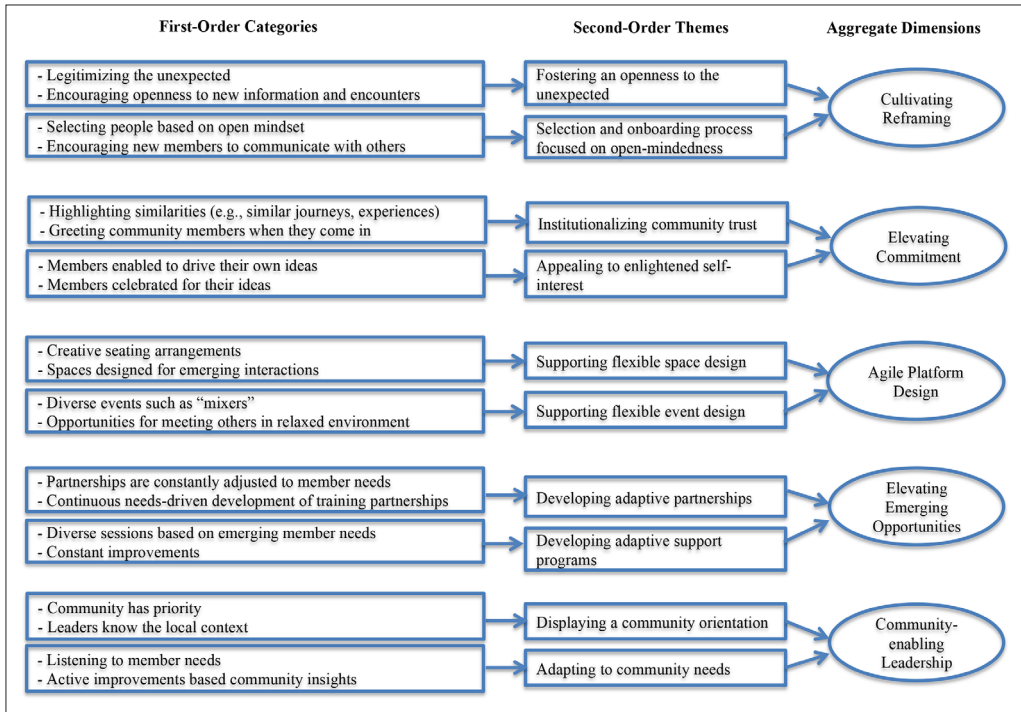 First-Order Categories
Second-Order Themes
Aggregate Dimensions
- Legitimizing the unexpected
- Encouraging openness to new information and encounters
Fostering an openness to the
unexpected
- Selecting people based on open mindset
- Encouraging new members to communicate with others
Selection and onboarding process
focused on open-mindedness
Cultivating
Reframing
- Highlighting similarities (e.g., similar journeys, experiences)
- Greeting community members when they come in
Institutionalizing community trust
- Members enabled to drive their own ideas
- Members celebrated for their ideas
Appealing to enlightened self-
interest
Elevating
Commitment
- Creative seating arrangements
- Spaces designed for emerging interactions
Supporting flexible space design
- Diverse events such as “mixers”
- Opportunities for meeting others in relaxed environment
Supporting flexible event design
Agile Platform
Design
- Partnerships are constantly adjusted to member needs
- Continuous needs-driven development of training partnerships
Developing adaptive partnerships
- Diverse sessions based on emerging member needs
- Constant improvements
Developing adaptive support
programs
Elevating
Emerging
Opportunities
- Community has priority
- Leaders know the local context
Displaying a community orientation
- Listening to member needs
- Active improvements based community insights
Adapting to community needs
Community-
enabling
Leadership